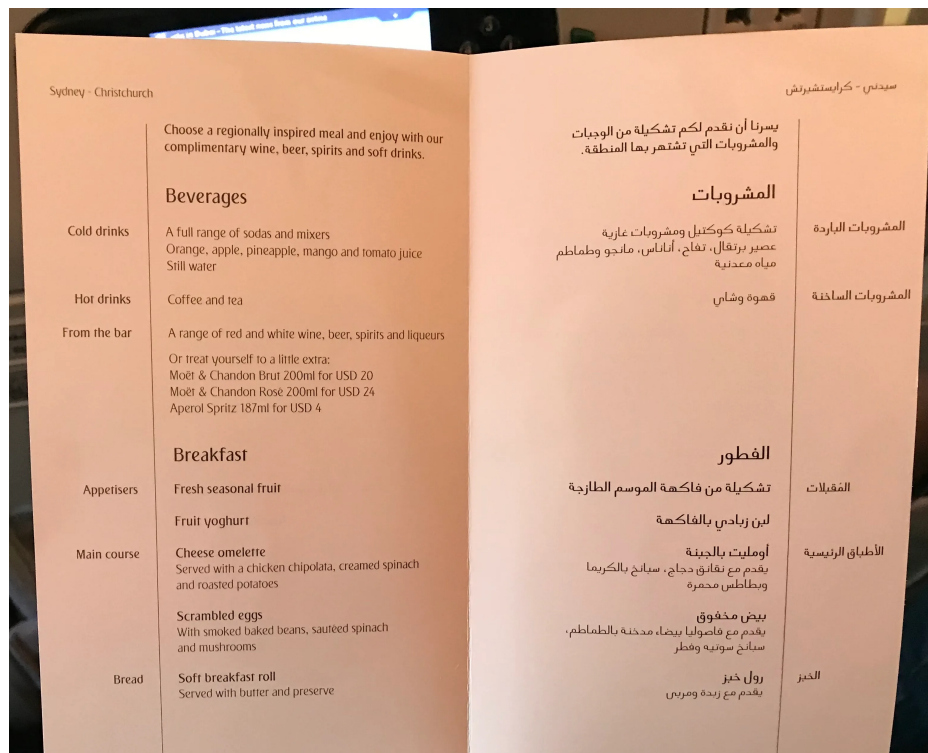 to Dubai - The latest news from our online
Sydney - Christchurch
Choose a regionally inspired meal and enjoy with our
complimentary wine, beer, spirits and soft drinks.
Beverages
Cold drinks
A full range of sodas and mixers
Orange, apple, pineapple, mango and tomato juice
Still water
Hot drinks
Coffee and tea
From the bar
A range of red and white wine, beer, spirits and liqueurs
Or treat yourself to a little extra:
Moët & Chandon Brut 200ml for USD 20
Moët & Chandon Rosé 200ml for USD 24
Aperol Spritz 187ml for USD 4
Breakfast
Appetisers
Fresh seasonal fruit
Fruit yoghurt
Main course
Cheese omelette
Served with a chicken chipolata, creamed spinach
and roasted potatoes
Scrambled eggs
With smoked baked beans, sautéed spinach
and mushrooms
Bread
Soft breakfast roll
Served with butter and preserve
سيدني - كرايستشيرتش
يسرنا أن نقدم لكم تشكيلة من الوجبات
والمشروبات التي تشتهر بها المنطقة.
المشروبات
المشروبات الباردة
تشكيلة كوكتيل ومشروبات غازية
عصير برتقال، تفاح، أناناس، مانجو وطماطم
مياه معدنية
المشروبات الساخنة
قهوة وشاي
الفطور
المقبلات
تشكيلة من فاكهة الموسم الطازجة
لبن زبادي بالفاكهة
الأطباق الرئيسية
أومليت بالجبنة
يقدم مع نقانق دجاج، سبانخ بالكريما
وبطاطس محمرة
بيض مخفوق
يقدم مع فاصوليا بيضاء مدخنة بالطماطم،
سبانخ سوتيه وفطر
الخبز
رول خبز
يقدم مع زبدة ومربى